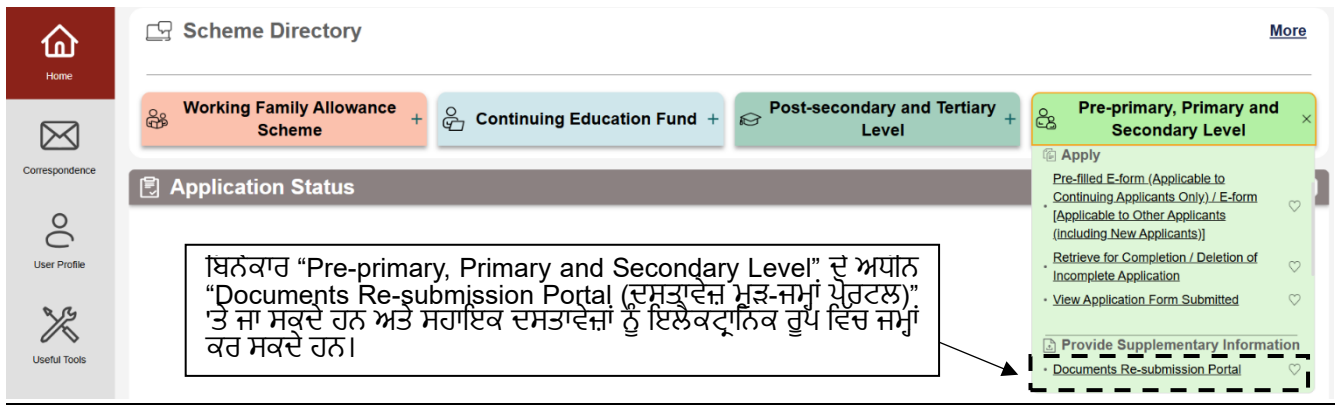 Home
Correspondence
User Profile
Useful Tools
Scheme Directory
More
Working Family Allowance
Scheme
+
Continuing Education Fund +
Post-secondary and Tertiary
Level
+
Pre-primary, Primary and
Secondary Level
×
Apply
Pre-filled E-form (Applicable to
Continuing Applicants Only) / E-form
[Applicable to Other Applicants
(including New Applicants)]
Retrieve for Completion / Deletion of
Incomplete Application
View Application Form Submitted
Provide Supplementary Information
Documents Re-submission Portal
Application Status
ਬਿਨੈਕਾਰ “Pre-primary, Primary and Secondary Level” ਦੇ ਅਧੀਨ
“Documents Re-submission Portal (ਦਸਤਾਵੇਜ਼ ਮੁੜ-ਜਮ੍ਹਾਂ ਪੋਰਟਲ)”
'ਤੇ ਜਾ ਸਕਦੇ ਹਨ ਅਤੇ ਸਹਾਇਕ ਦਸਤਾਵੇਜ਼ਾਂ ਨੂੰ ਇਲੈਕਟ੍ਰਾਨਿਕ ਰੂਪ ਵਿੱਚ ਜਮ੍ਹਾਂ
ਕਰ ਸਕਦੇ ਹਨ।